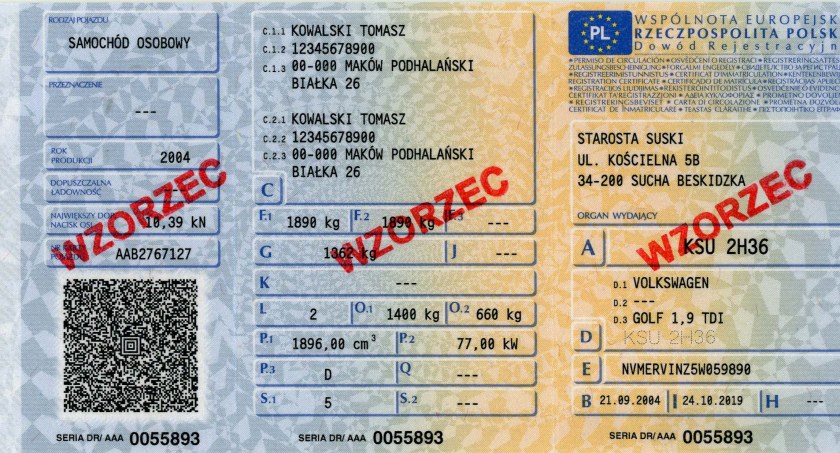 RODZAJ POJAZDU
SAMOCHÓD OSOBOWY
PRZEZNACZENIE
---
ROK PRODUKCJI 2004
DOPUSZCZALNA ŁADOWNOŚĆ
NAJWIĘKSZY DOP. NACISK OSI 10,39 kN
AAB2767127
WZORZEC
SERIA DR/ AAA 0055893
C.1.1 KOWALSKI TOMASZ
C.1.2 12345678900
C.1.3 00-000 MAKÓW PODHALAŃSKI
BIAŁKA 26
C.2.1 KOWALSKI TOMASZ
C.2.2 12345678900
C.2.3 00-000 MAKÓW PODHALAŃSKI
BIAŁKA 26
C
F.1 1890 kg F.2 1890 kg F.3 ---
G 1362 kg J ---
K ---
L 2 O.1 1400 kg O.2 660 kg
P.1 1896,00 cm³ P.2 77,00 kW
P.3 D Q ---
S.1 5 S.2 ---
WZORZEC
SERIA DR/ AAA 0055893
PL
WSPÓLNOTA EUROPEJSK
RZECZPOSPOLITA POLSK
Dowód Rejestracyjn
STAROSTA SUSKI
UL. KOŚCIELNA 5B
34-200 SUCHA BESKIDZKA
ORGAN WYDAJĄCY
WZORZEC
A KSU 2H36
D.1 VOLKSWAGEN
D.2 ---
D.3 GOLF 1,9 TDI
D KSU 2H36
E NVMERVINZ5W059890
B 21.09.2004 I 24.10.2019 H ---
SERIA DR/ AAA 0055893